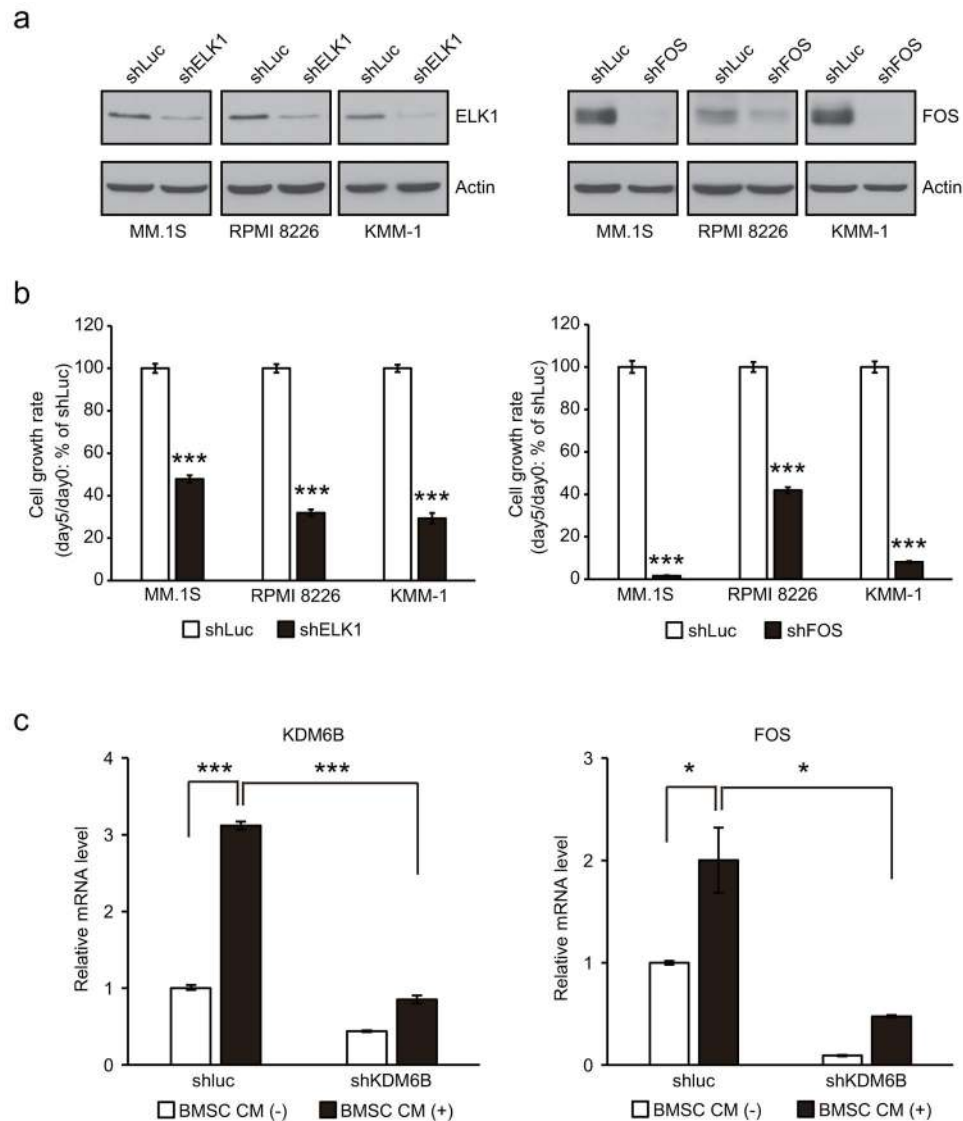 a
shLuc shELK1 shLuc shELK1 shLuc shELK1
ELK1
Actin
MM.1S RPMI 8226 KMM-1
shLuc shFOS shLuc shFOS shLuc shFOS
FOS
Actin
MM.1S RPMI 8226 KMM-1
b
Cell growth rate
(day5/day0: % of shLuc)
120
100
80
60
40
20
0
*** *** ***
MM.1S RPMI 8226 KMM-1
shLuc shELK1
Cell growth rate
(day5/day0: % of shLuc)
120
100
80
60
40
20
0
*** *** ***
MM.1S RPMI 8226 KMM-1
shLuc shFOS
c
KDM6B
Relative mRNA level
4
3
2
1
0
*** ***
shluc shKDM6B
BMSC CM (-) BMSC CM (+)
FOS
Relative mRNA level
3
2
1
0
* *
shluc shKDM6B
BMSC CM (-) BMSC CM (+)